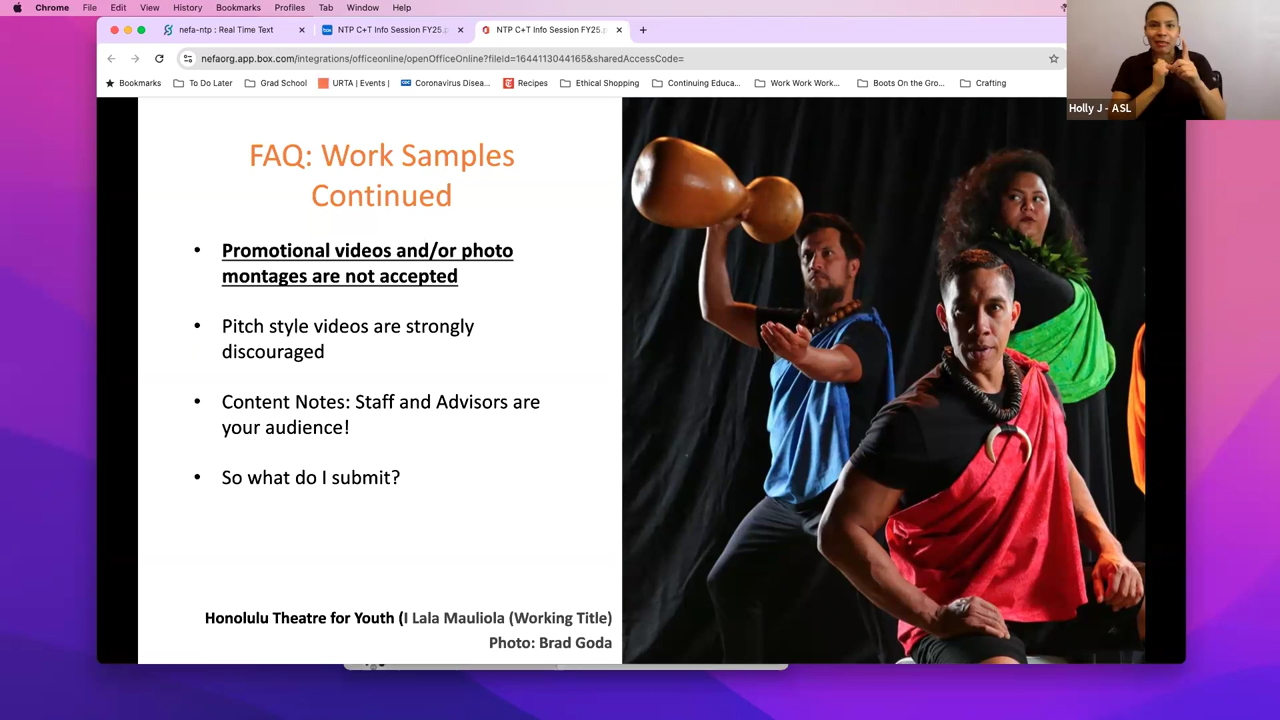 Chrome File Edit View History Bookmarks Profiles Tab Window Help
nefa-ntp : Real Time Text
NTP C+T Info Session FY25.p
NTP C+T Info Session FY25.p
nefaorg.app.box.com/integrations/officeonline/openOfficeOnline?fileId=1644113044165&sharedAccessCode=
Bookmarks To Do Later Grad School URTA | Events | Coronavirus Disea... Recipes Ethical Shopping Continuing Educa... Work Work Work... Boots On the Gro... Crafting
Holly J - ASL
FAQ: Work Samples
Continued
• Promotional videos and/or photo
montages are not accepted
• Pitch style videos are strongly
discouraged
• Content Notes: Staff and Advisors are
your audience!
• So what do I submit?
Honolulu Theatre for Youth (I Lala Mauliola (Working Title)
Photo: Brad Goda